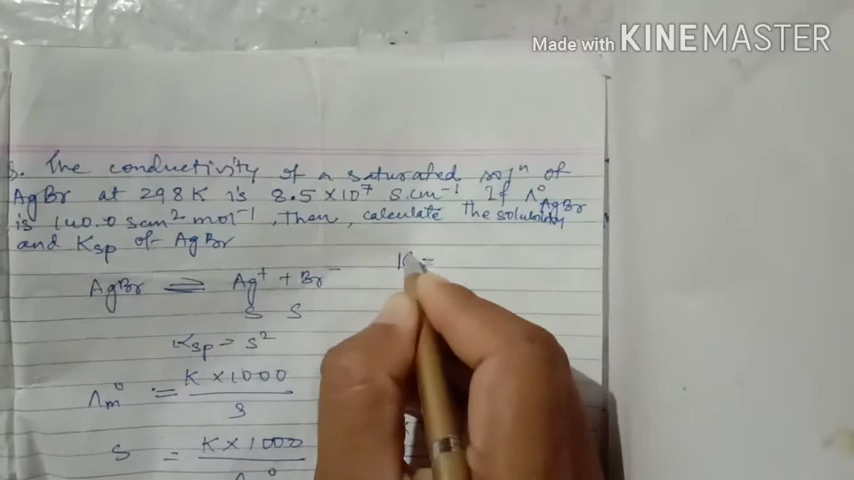 Made with KINEMASTER
The conductivity of a saturated solⁿ of
AgBr at 298K is 8.5 × 10⁷ S.cm⁻¹ If Λ°AgBr
is 140.0 scm² mol⁻¹, then, calculate the solubility
and Ksp of AgBr
AgBr ⇌ Ag⁺ + Br⁻
S S
Ksp = S²
Λm° = K × 1000
S
S = K × 1000